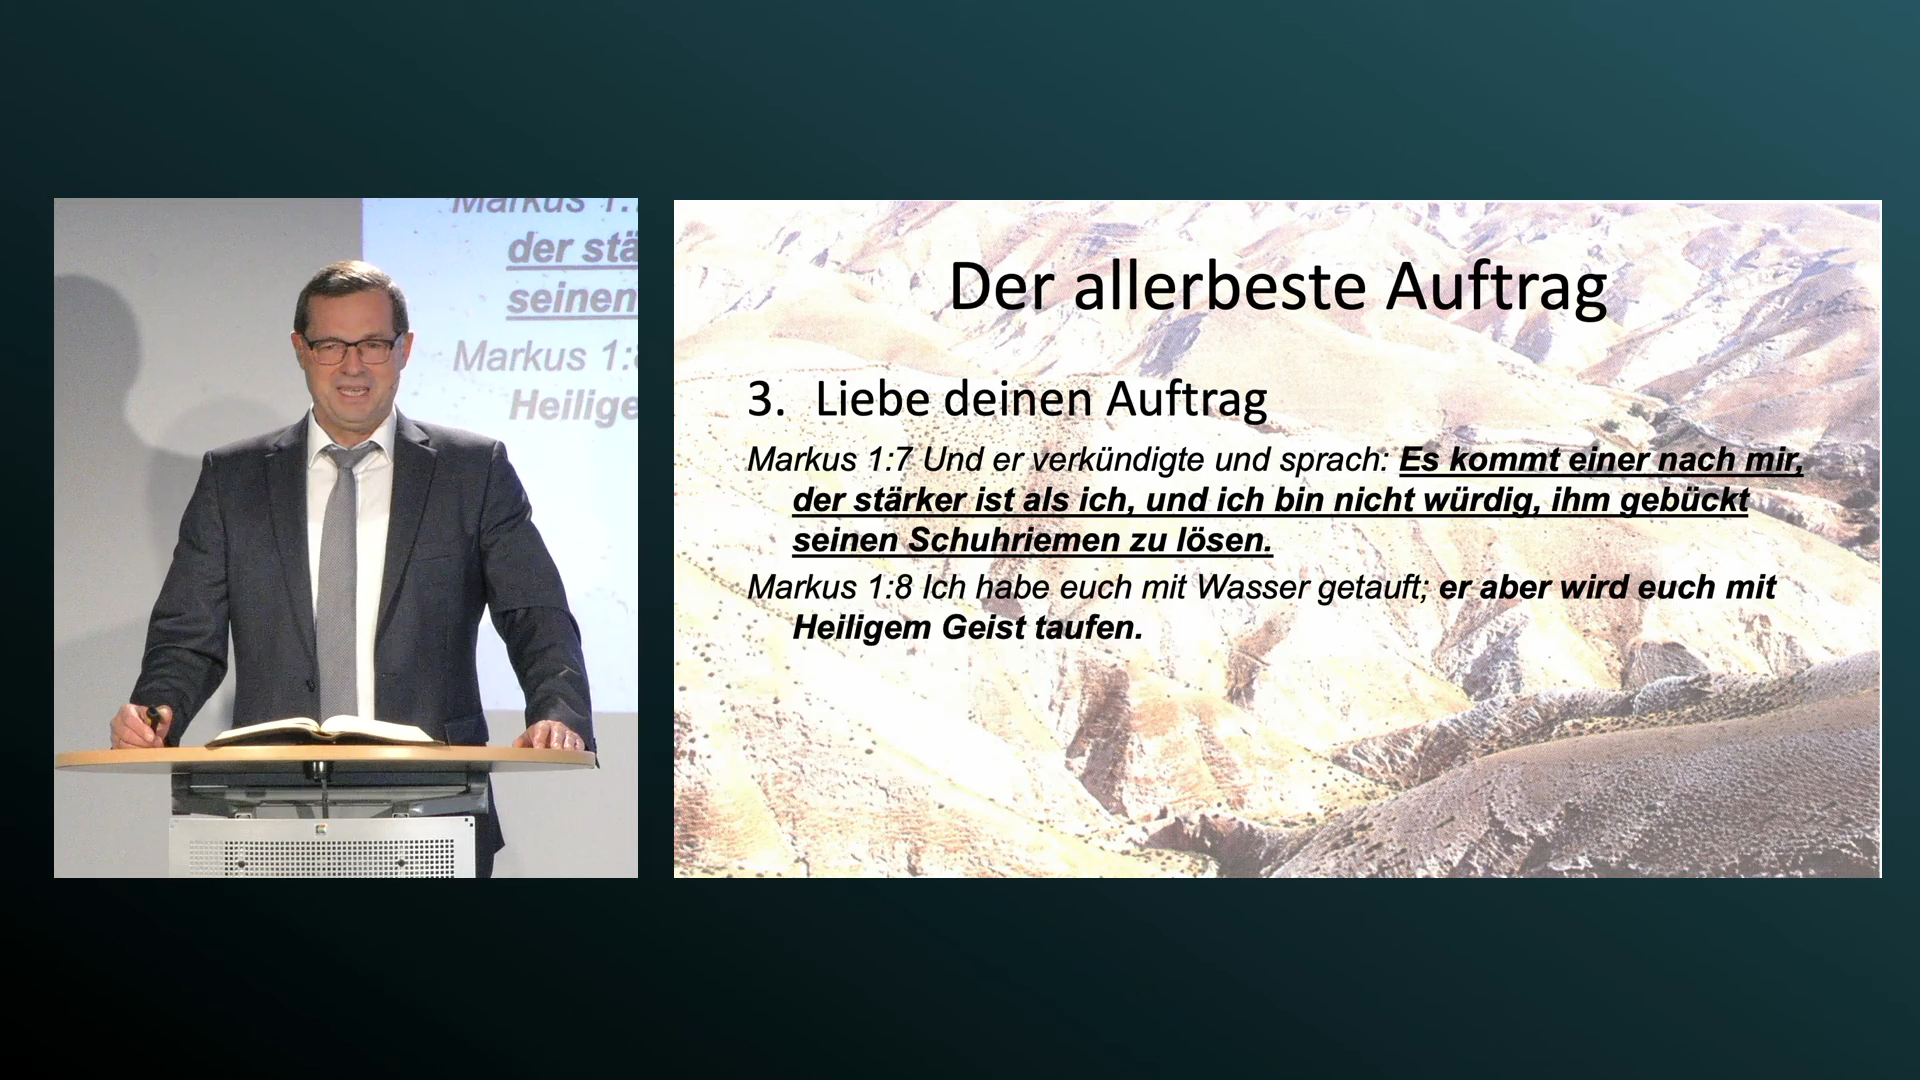 Markus 1:
der stä
seinen
Markus 1:8
Heilige
Der allerbeste Auftrag
3. Liebe deinen Auftrag
Markus 1:7 Und er verkündigte und sprach: Es kommt einer nach mir,
der stärker ist als ich, und ich bin nicht würdig, ihm gebückt
seinen Schuhriemen zu lösen.
Markus 1:8 Ich habe euch mit Wasser getauft; er aber wird euch mit
Heiligem Geist taufen.